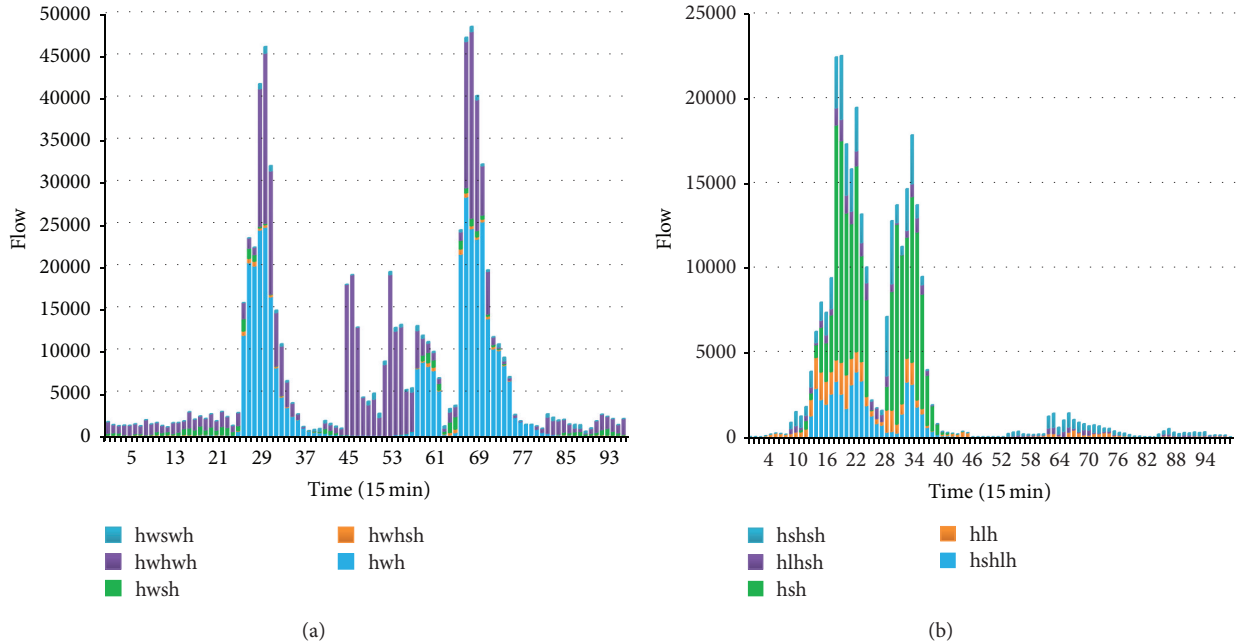 50000
45000
40000
35000
30000
25000
20000
15000
10000
5000
0
Flow
5 13 21 29 37 45 53 61 69 77 85 93
Time (15 min)
hwswh
hwhwh
hwsh
hwhsh
hwh
(a)
25000
20000
15000
10000
5000
0
Flow
4 10 16 22 28 34 40 46 52 58 64 70 76 82 88 94
Time (15 min)
hshsh
hlhsh
hsh
hlh
hshlh
(b)